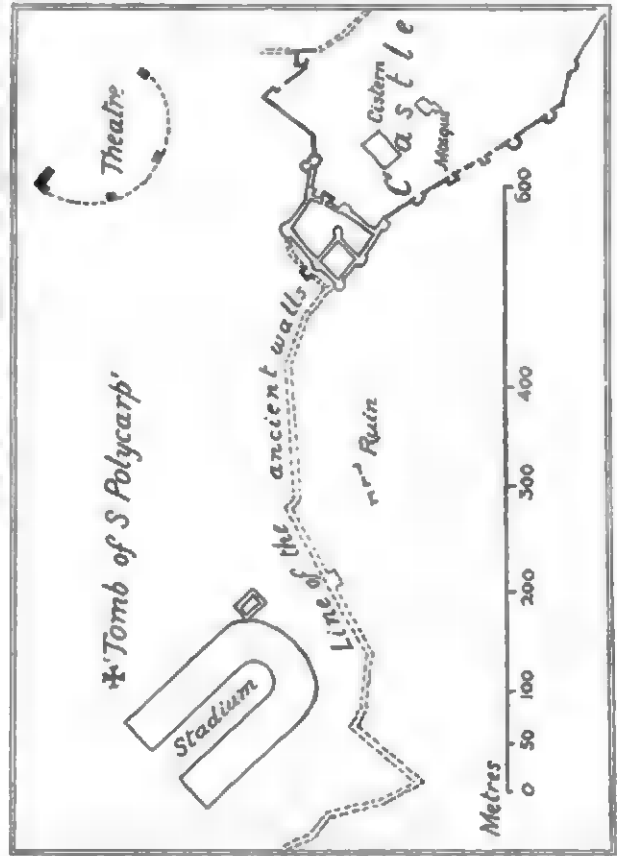 Theatre
Castle
Cistern
Mosque
'Tomb of S Polycarp'
Line of the ancient walls
Ruin
Stadium
Metres
0 50 100 200 300 400 600